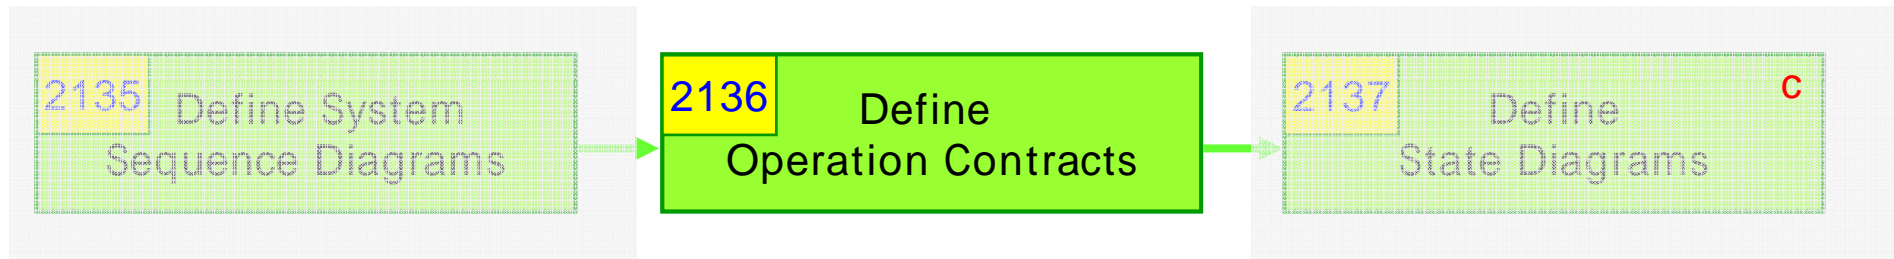 2135
Define System
Sequence Diagrams
2136
Define
Operation Contracts
2137
c
Define
State Diagrams